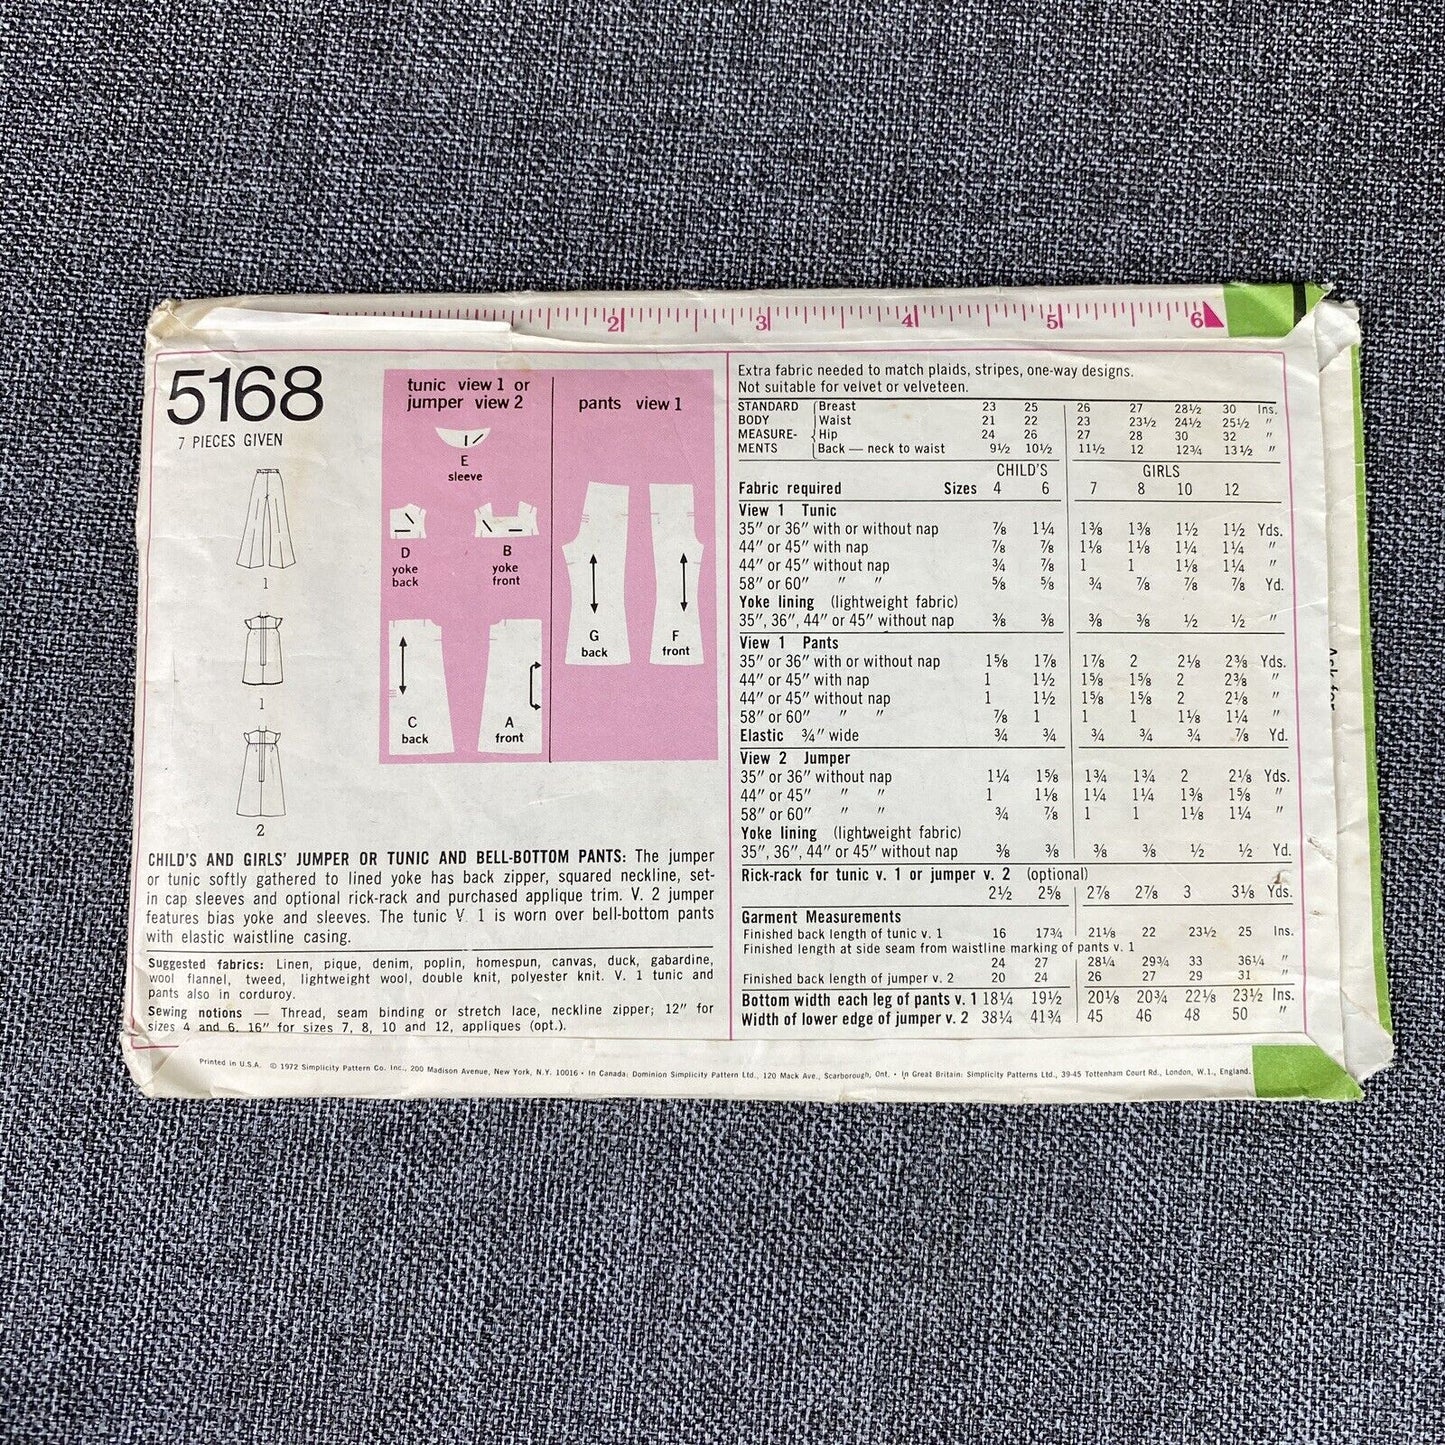 2 3 4 5 6
5168
7 PIECES GIVEN
1
1
2
tunic view 1 or
jumper view 2
E
sleeve
D
yoke
back
B
yoke
front
C
back
A
front
pants view 1
G
back
F
front
CHILD'S AND GIRLS' JUMPER OR TUNIC AND BELL-BOTTOM PANTS: The jumper
or tunic softly gathered to lined yoke has back zipper, squared neckline, set-
in cap sleeves and optional rick-rack and purchased applique trim. V. 2 jumper
features bias yoke and sleeves. The tunic V. 1 is worn over bell-bottom pants
with elastic waistline casing.
Suggested fabrics: Linen, pique, denim, poplin, homespun, canvas, duck, gabardine,
wool flannel, tweed, lightweight wool, double knit, polyester knit. V. 1 tunic and
pants also in corduroy.
Sewing notions — Thread, seam binding or stretch lace, neckline zipper; 12" for
sizes 4 and 6, 16" for sizes 7, 8, 10 and 12, appliques (opt.).
Extra fabric needed to match plaids, stripes, one-way designs.
Not suitable for velvet or velveteen.
STANDARD Breast 23 25 26 27 28½ 30 Ins.
BODY Waist 21 22 23 23½ 24½ 25½ "
MEASURE- Hip 24 26 27 28 30 32 "
MENTS Back — neck to waist 9½ 10½ 11½ 12 12¾ 13½ "
CHILD'S GIRLS
Fabric required Sizes 4 6 7 8 10 12
View 1 Tunic
35" or 36" with or without nap ⅞ 1¼ 1⅜ 1⅜ 1½ 1½ Yds.
44" or 45" with nap ⅞ ⅞ 1⅛ 1⅛ 1¼ 1¼ "
44" or 45" without nap ¾ ⅞ 1 1 1⅛ 1¼ "
58" or 60" " " ⅝ ⅝ ¾ ⅞ ⅞ ⅞ Yd.
Yoke lining (lightweight fabric)
35", 36", 44" or 45" without nap ⅜ ⅜ ⅜ ⅜ ½ ½ "
View 1 Pants
35" or 36" with or without nap 1⅝ 1⅞ 1⅞ 2 2⅛ 2⅜ Yds.
44" or 45" with nap 1 1½ 1⅝ 1⅝ 2 2⅜ "
44" or 45" without nap 1 1½ 1⅝ 1⅝ 2 2⅛ "
58" or 60" " " ⅞ 1 1 1 1⅛ 1¼ "
Elastic ¾" wide ¾ ¾ ¾ ¾ ¾ ⅞ Yd.
View 2 Jumper
35" or 36" without nap 1¼ 1⅝ 1¾ 1¾ 2 2⅛ Yds.
44" or 45" " " 1 1⅛ 1¼ 1¼ 1⅜ 1⅝ "
58" or 60" " " ¾ ⅞ 1 1 1⅛ 1¼ "
Yoke lining (lightweight fabric)
35", 36", 44" or 45" without nap ⅜ ⅜ ⅜ ⅜ ½ ½ Yd.
Rick-rack for tunic v. 1 or jumper v. 2 (optional)
2½ 2⅝ 2⅞ 2⅞ 3 3⅛ Yds.
Garment Measurements
Finished back length of tunic v. 1 16 17¾ 21⅛ 22 23½ 25 Ins.
Finished length at side seam from waistline marking of pants v. 1
24 27 28¼ 29¾ 33 36¼ "
Finished back length of jumper v. 2 20 24 26 27 29 31 "
Bottom width each leg of pants v. 1 18¼ 19½ 20⅛ 20¾ 22⅛ 23½ Ins.
Width of lower edge of jumper v. 2 38¼ 41¾ 45 46 48 50 "
Printed in U.S.A. © 1972 Simplicity Pattern Co. Inc., 200 Madison Avenue, New York, N.Y. 10016 • In Canada: Dominion Simplicity Pattern Ltd., 120 Mack Ave., Scarborough, Ont. • In Great Britain: Simplicity Patterns Ltd., 39-45 Tottenham Court Rd., London, W.1., England.